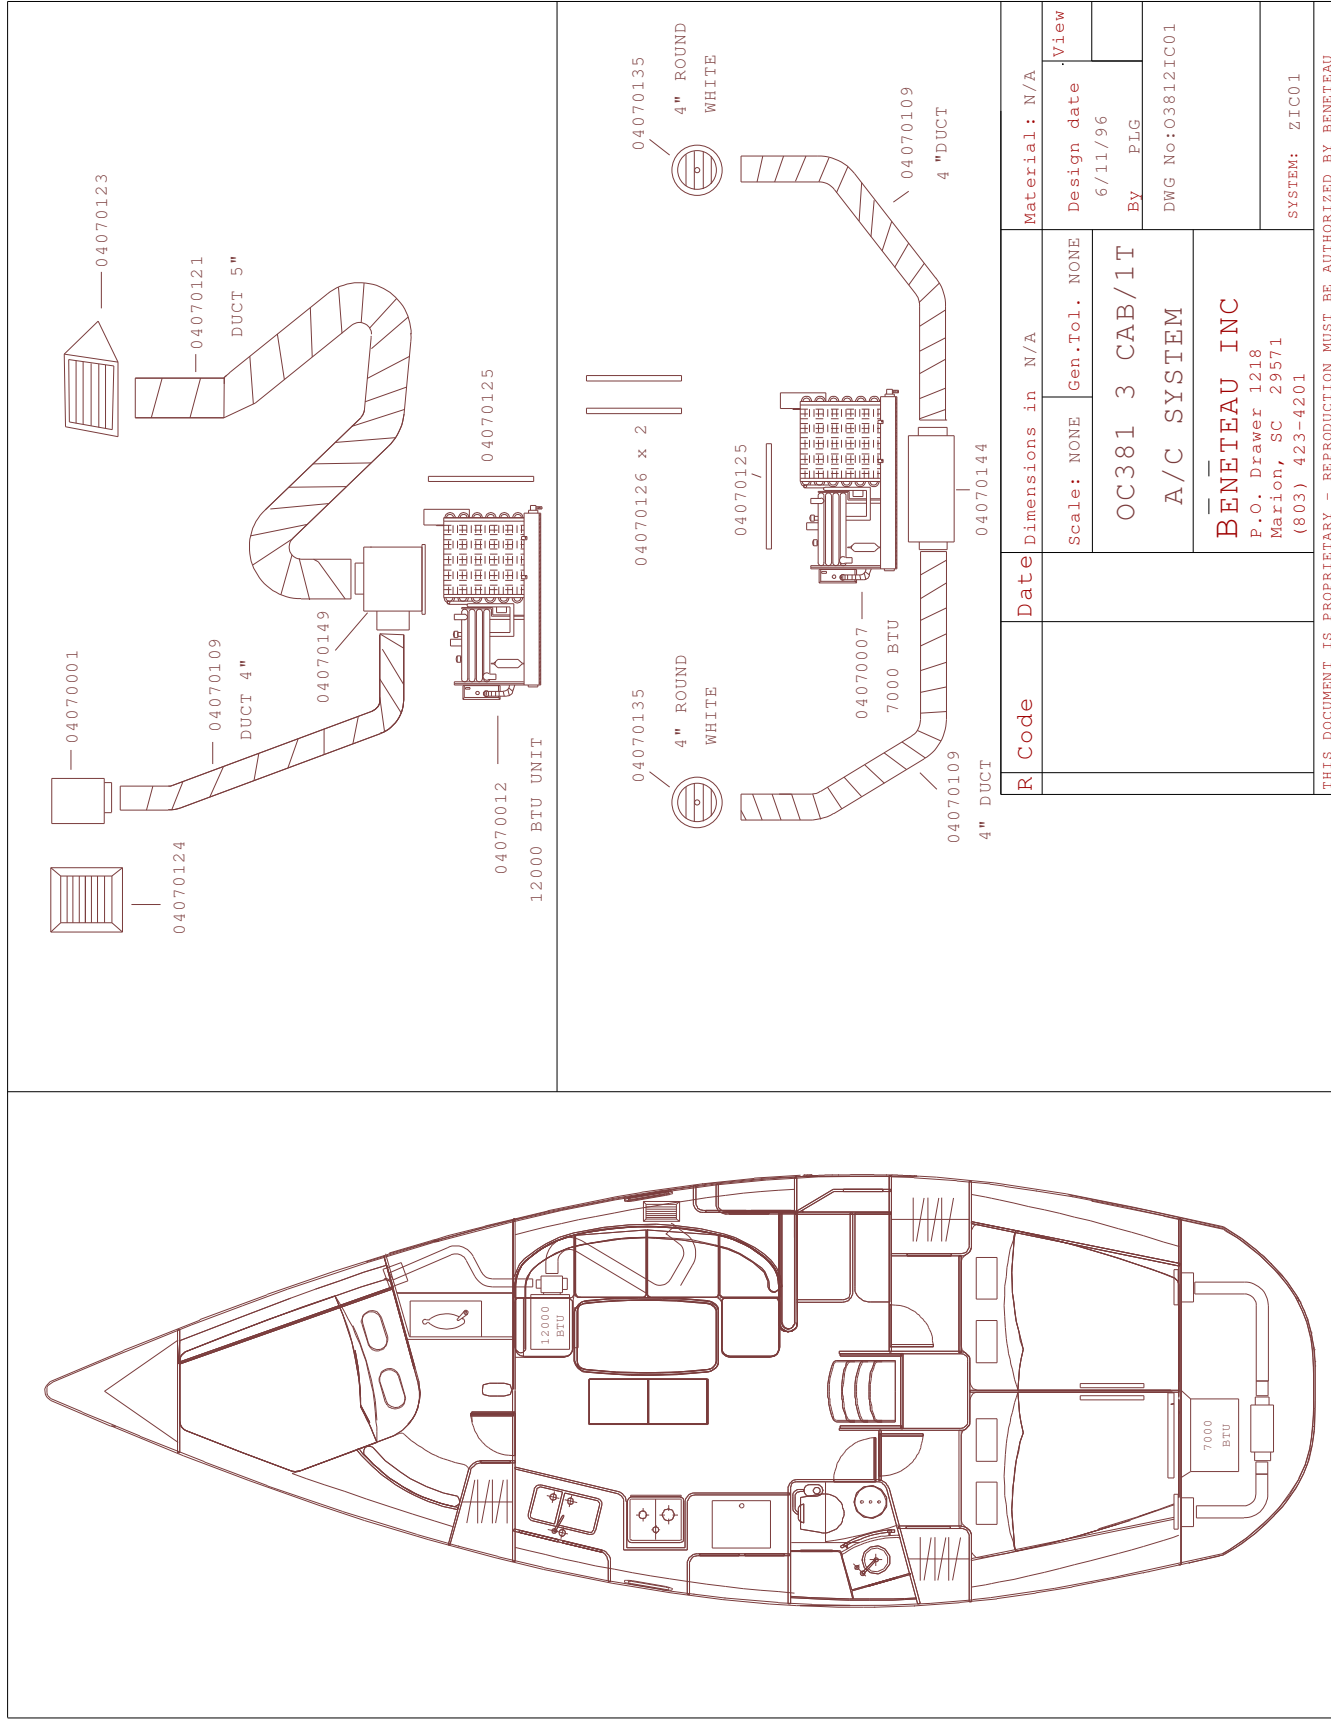 04070124
04070001
04070109
DUCT 4"
04070123
04070121
DUCT 5"
04070149
04070125
04070012
12000 BTU UNIT
04070135
4" ROUND
WHITE
04070126 x 2
04070135
4" ROUND
WHITE
04070125
04070007
7000 BTU
04070109
4 "DUCT
04070109
4" DUCT
04070144
12000
BTU
7000
BTU
R Code
Date
Dimensions in N/A
Material: N/A
Scale: NONE
Gen.Tol. NONE
Design date
6/11/96
By PLG
View
OC381 3 CAB/1T
A/C SYSTEM
DWG No:O3812IC01
BENETEAU INC
P.O. Drawer 1218
Marion, SC 29571
(803) 423-4201
SYSTEM: ZIC01
THIS DOCUMENT IS PROPRIETARY - REPRODUCTION MUST BE AUTHORIZED BY BENETEAU